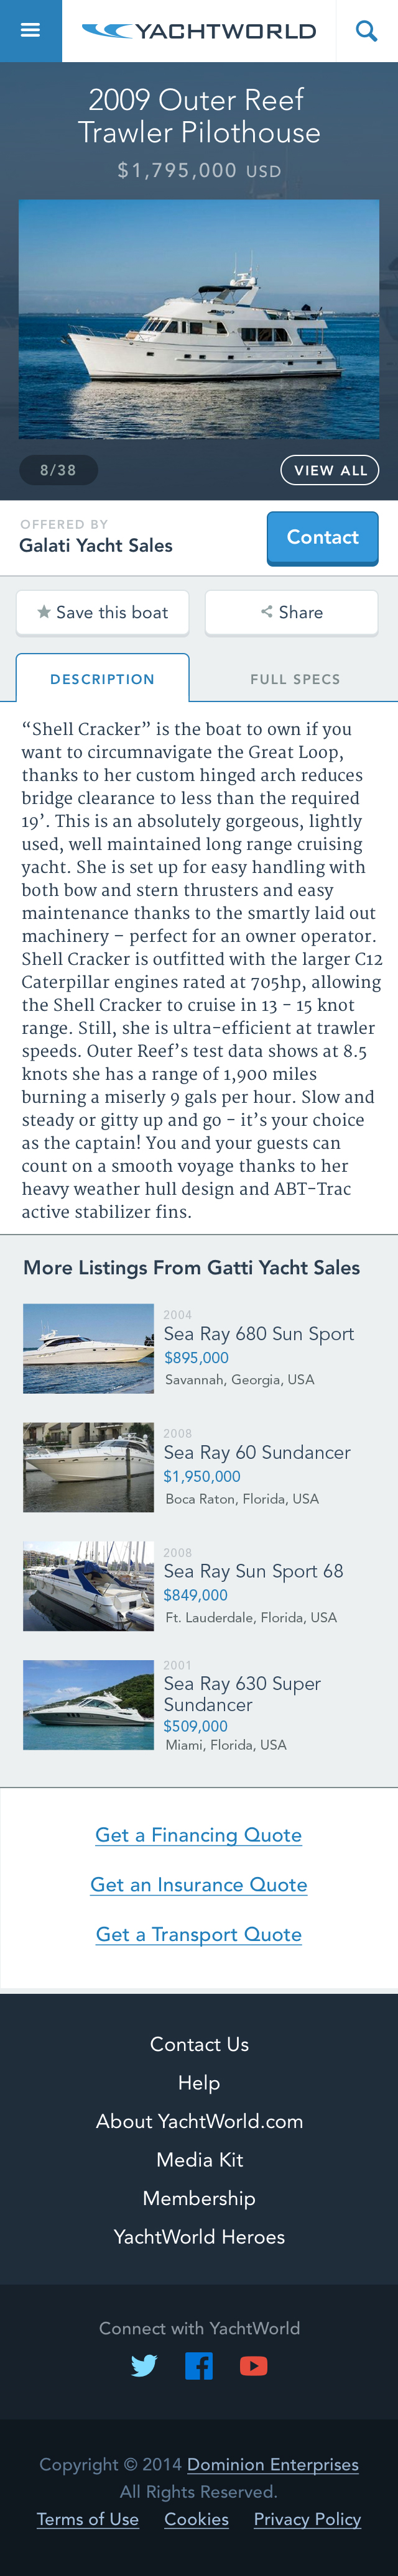 YACHTWORLD
2009 Outer Reef
Trawler Pilothouse
$1,795,000 USD
8/38
VIEW ALL
OFFERED BY
Galati Yacht Sales
Contact
Save this boat
Share
DESCRIPTION
FULL SPECS
“Shell Cracker” is the boat to own if you
want to circumnavigate the Great Loop,
thanks to her custom hinged arch reduces
bridge clearance to less than the required
19’. This is an absolutely gorgeous, lightly
used, well maintained long range cruising
yacht. She is set up for easy handling with
both bow and stern thrusters and easy
maintenance thanks to the smartly laid out
machinery – perfect for an owner operator.
Shell Cracker is outfitted with the larger C12
Caterpillar engines rated at 705hp, allowing
the Shell Cracker to cruise in 13 - 15 knot
range. Still, she is ultra-efficient at trawler
speeds. Outer Reef’s test data shows at 8.5
knots she has a range of 1,900 miles
burning a miserly 9 gals per hour. Slow and
steady or gitty up and go - it’s your choice
as the captain! You and your guests can
count on a smooth voyage thanks to her
heavy weather hull design and ABT-Trac
active stabilizer fins.
More Listings From Gatti Yacht Sales
2004
Sea Ray 680 Sun Sport
$895,000
Savannah, Georgia, USA
2008
Sea Ray 60 Sundancer
$1,950,000
Boca Raton, Florida, USA
2008
Sea Ray Sun Sport 68
$849,000
Ft. Lauderdale, Florida, USA
2001
Sea Ray 630 Super
Sundancer
$509,000
Miami, Florida, USA
Get a Financing Quote
Get an Insurance Quote
Get a Transport Quote
Contact Us
Help
About YachtWorld.com
Media Kit
Membership
YachtWorld Heroes
Connect with YachtWorld
Copyright © 2014 Dominion Enterprises
All Rights Reserved.
Terms of Use Cookies Privacy Policy